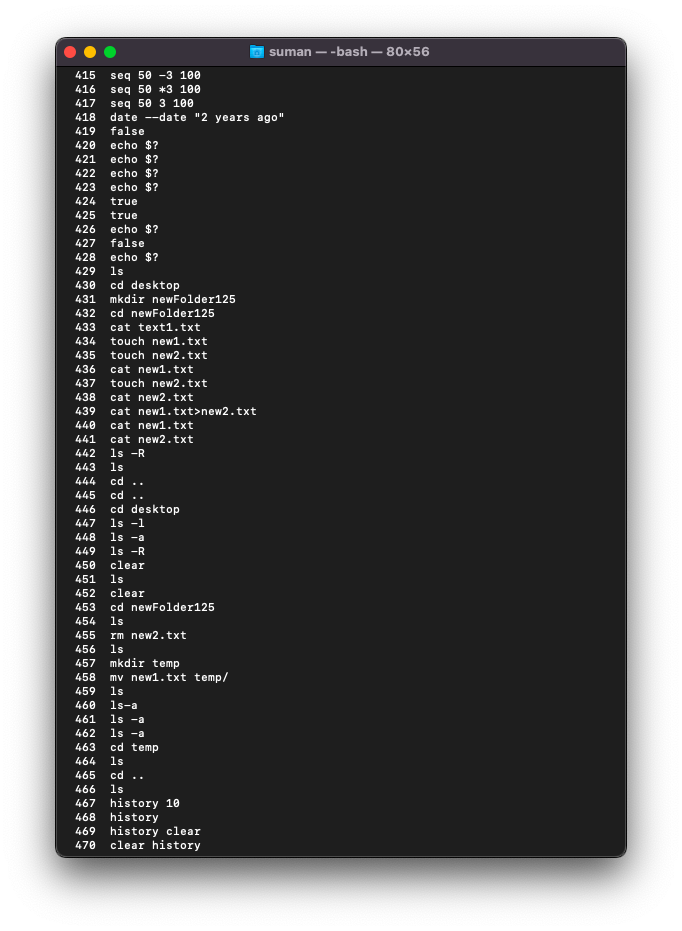 suman — -bash — 80×56
415 seq 50 -3 100
416 seq 50 *3 100
417 seq 50 3 100
418 date --date "2 years ago"
419 false
420 echo $?
421 echo $?
422 echo $?
423 echo $?
424 true
425 true
426 echo $?
427 false
428 echo $?
429 ls
430 cd desktop
431 mkdir newFolder125
432 cd newFolder125
433 cat text1.txt
434 touch new1.txt
435 touch new2.txt
436 cat new1.txt
437 touch new2.txt
438 cat new2.txt
439 cat new1.txt>new2.txt
440 cat new1.txt
441 cat new2.txt
442 ls -R
443 ls
444 cd ..
445 cd ..
446 cd desktop
447 ls -l
448 ls -a
449 ls -R
450 clear
451 ls
452 clear
453 cd newFolder125
454 ls
455 rm new2.txt
456 ls
457 mkdir temp
458 mv new1.txt temp/
459 ls
460 ls-a
461 ls -a
462 ls -a
463 cd temp
464 ls
465 cd ..
466 ls
467 history 10
468 history
469 history clear
470 clear history